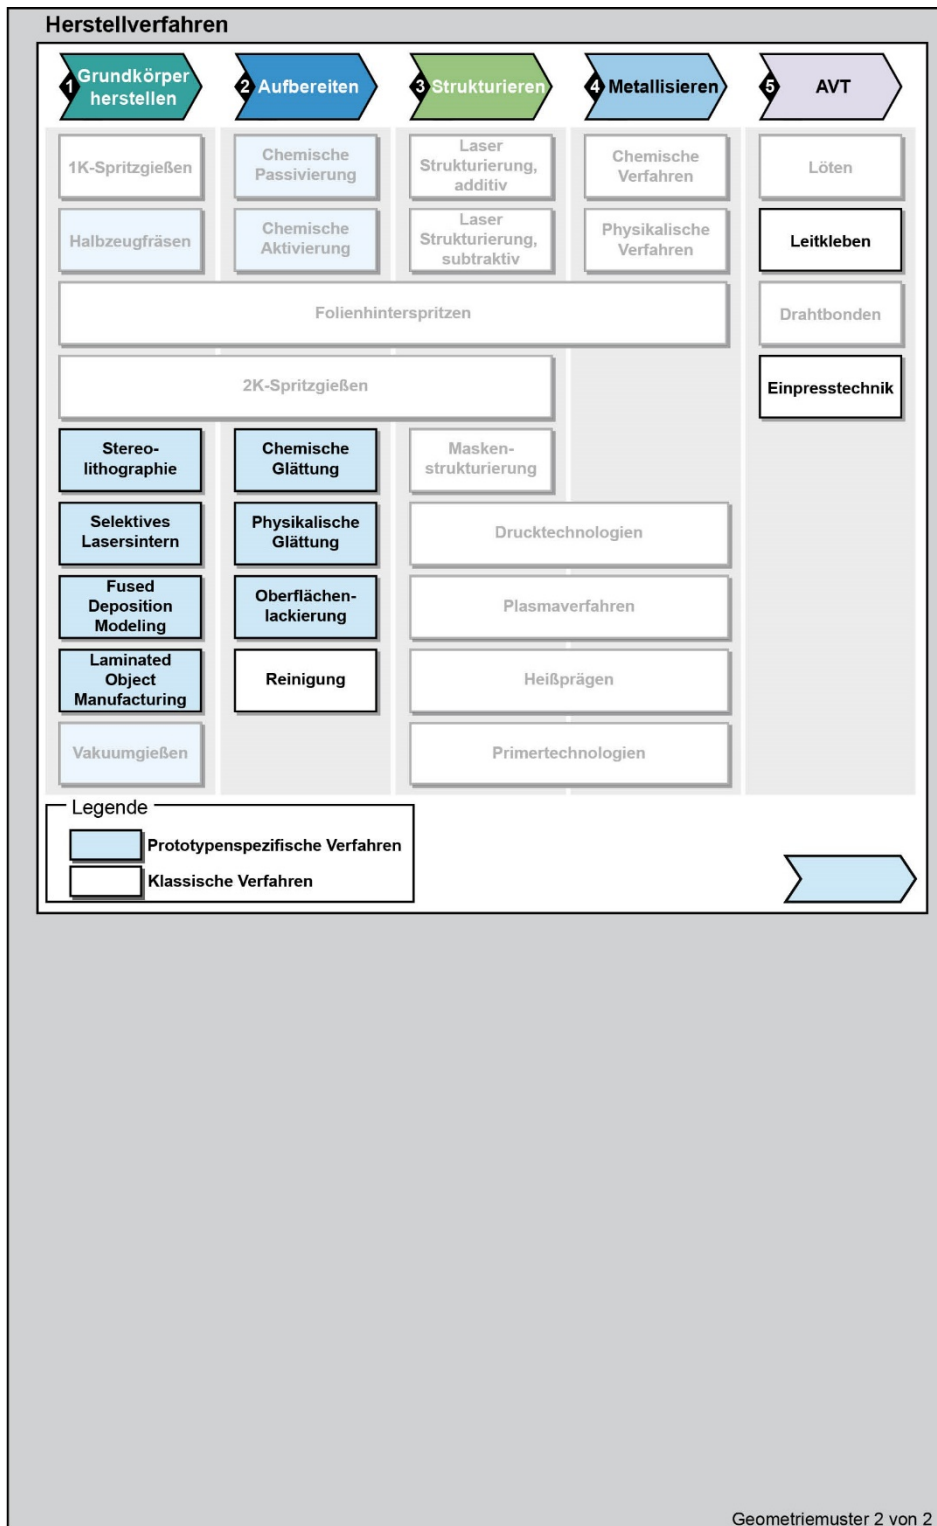 Herstellverfahren
1 Grundkörper
herstellen
2 Aufbereiten
3 Strukturieren
4 Metallisieren
5 AVT
1K-Spritzgießen
Chemische
Passivierung
Laser
Strukturierung,
additiv
Chemische
Verfahren
Löten
Halbzeugfräsen
Chemische
Aktivierung
Laser
Strukturierung,
subtraktiv
Physikalische
Verfahren
Leitkleben
Folienhinterspritzen
Drahtbonden
2K-Spritzgießen
Einpresstechnik
Stereo-
lithographie
Chemische
Glättung
Masken-
strukturierung
Selektives
Lasersintern
Physikalische
Glättung
Drucktechnologien
Fused
Deposition
Modeling
Oberflächen-
lackierung
Plasmaverfahren
Laminated
Object
Manufacturing
Reinigung
Heißprägen
Vakuumgießen
Primertechnologien
Legende
Prototypenspezifische Verfahren
Klassische Verfahren
Geometriemuster 2 von 2